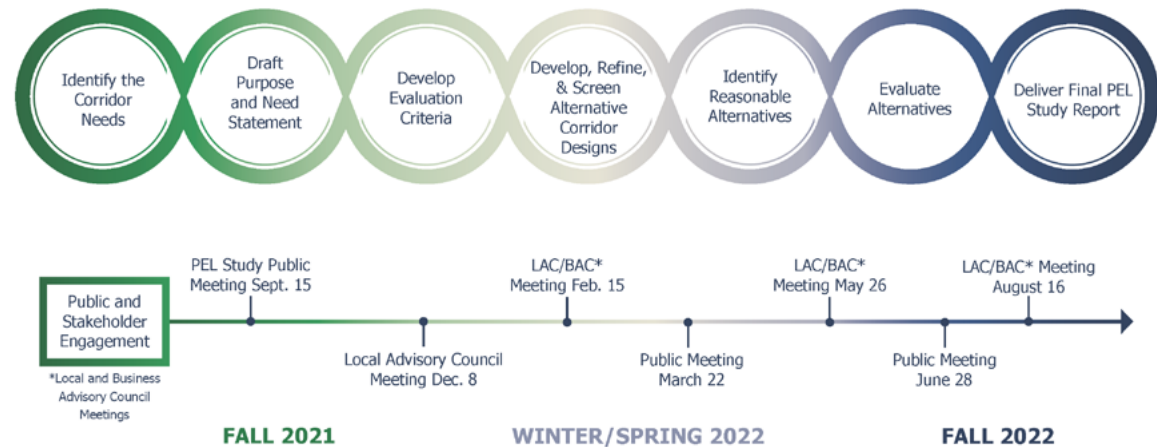 Identify the
Corridor
Needs
Draft
Purpose
and Need
Statement
Develop
Evaluation
Criteria
Develop, Refine,
& Screen
Alternative
Corridor
Designs
Identify
Reasonable
Alternatives
Evaluate
Alternatives
Deliver Final PEL
Study Report
Public and
Stakeholder
Engagement
*Local and Business
Advisory Council
Meetings
PEL Study Public
Meeting Sept. 15
Local Advisory Council
Meeting Dec. 8
LAC/BAC*
Meeting Feb. 15
Public Meeting
March 22
LAC/BAC*
Meeting May 26
Public Meeting
June 28
LAC/BAC* Meeting
August 16
FALL 2021
WINTER/SPRING 2022
FALL 2022